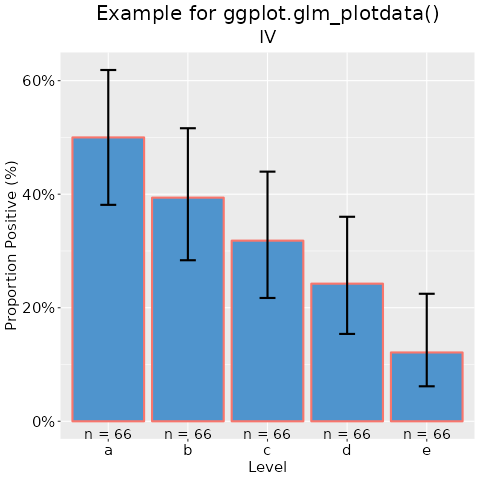 Example for ggplot.glm_plotdata()
IV
60%
40%
20%
0%
Proportion Positive (%)
n = 66 n = 66 n = 66 n = 66 n = 66
a b c d e
Level